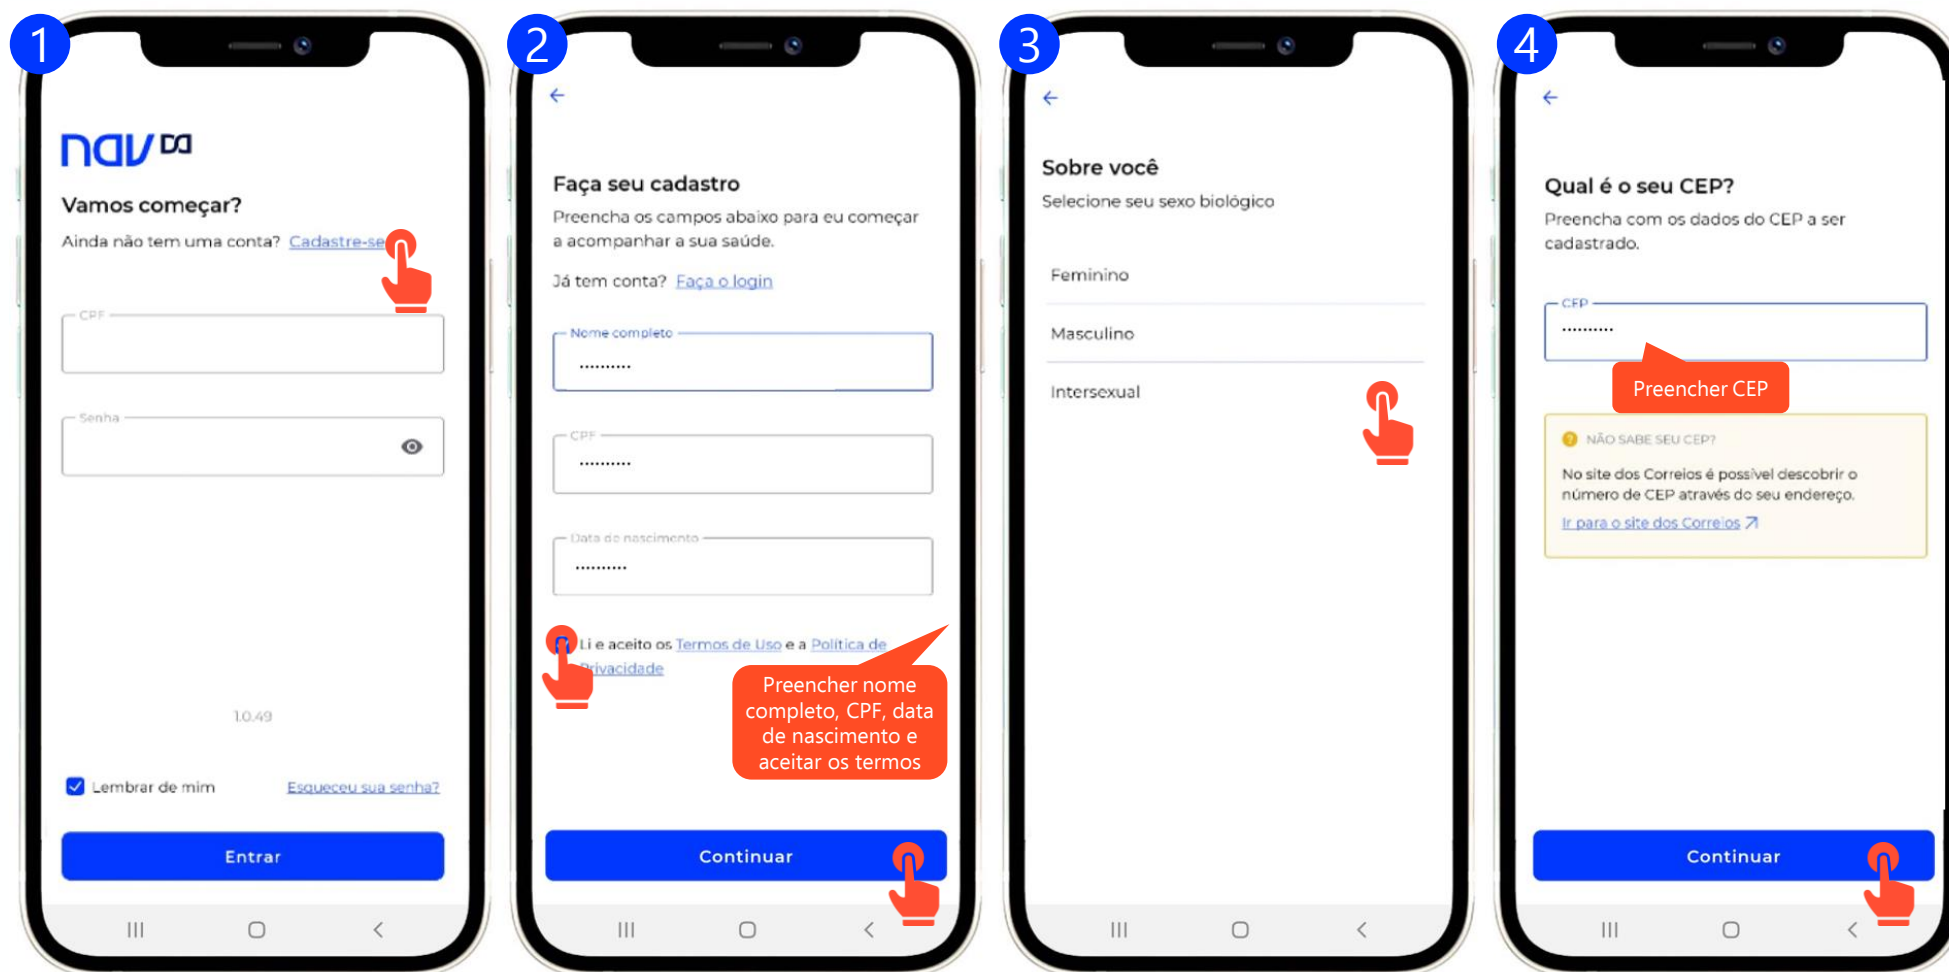 1
nav
Vamos começar?
Ainda não tem uma conta? Cadastre-se
CPF
Senha
1.0.49
Lembrar de mim
Esqueceu sua senha?
Entrar
2
Faça seu cadastro
Preencha os campos abaixo para eu começar
a acompanhar a sua saúde.
Já tem conta? Faça o login
Nome completo
..........
CPF
..........
Data de nascimento
..........
Li e aceito os Termos de Uso e a Política de
Privacidade
Preencher nome
completo, CPF, data
de nascimento e
aceitar os termos
Continuar
3
Sobre você
Selecione seu sexo biológico
Feminino
Masculino
Intersexual
4
Qual é o seu CEP?
Preencha com os dados do CEP a ser
cadastrado.
CEP
..........
Preencher CEP
? NÃO SABE SEU CEP?
No site dos Correios é possível descobrir o
número de CEP através do seu endereço.
Ir para o site dos Correios
Continuar